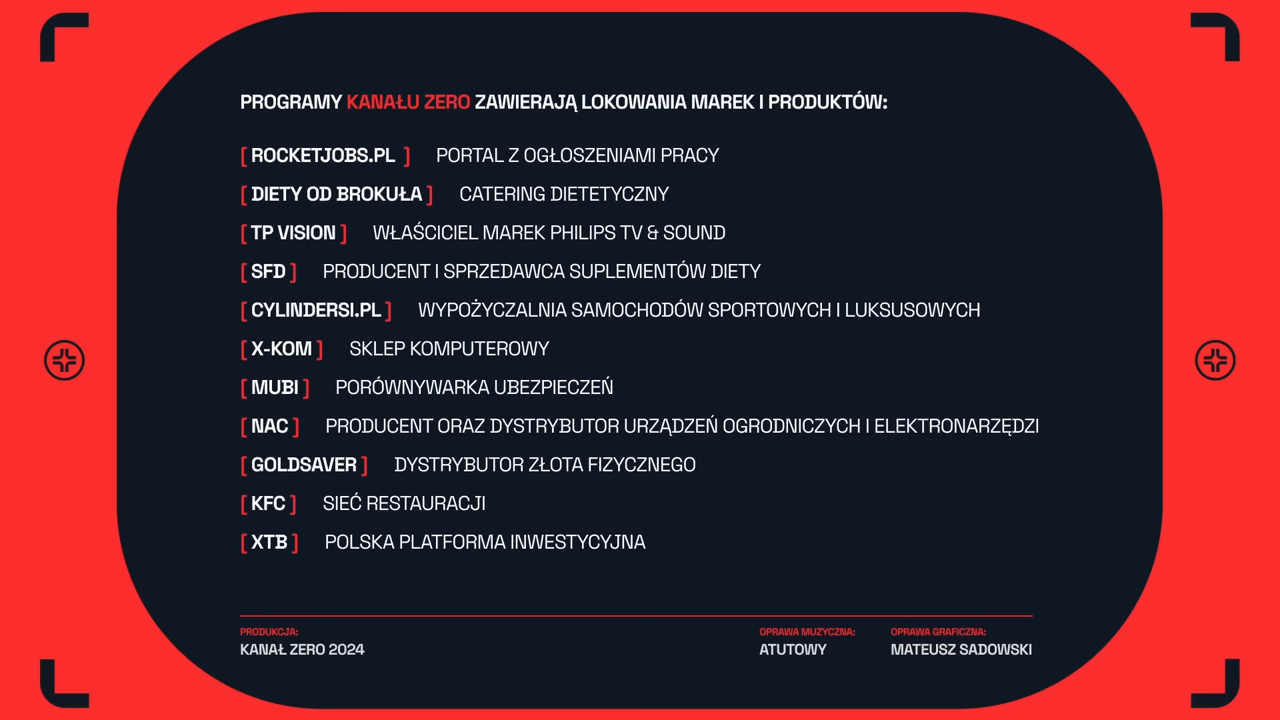 PROGRAMY KANAŁU ZERO ZAWIERAJĄ LOKOWANIA MAREK I PRODUKTÓW:
[ ROCKETJOBS.PL ] PORTAL Z OGŁOSZENIAMI PRACY
[ DIETY OD BROKUŁA ] CATERING DIETETYCZNY
[ TP VISION ] WŁAŚCICIEL MAREK PHILIPS TV & SOUND
[ SFD ] PRODUCENT I SPRZEDAWCA SUPLEMENTÓW DIETY
[ CYLINDERSI.PL ] WYPOŻYCZALNIA SAMOCHODÓW SPORTOWYCH I LUKSUSOWYCH
[ X-KOM ] SKLEP KOMPUTEROWY
[ MUBI ] PORÓWNYWARKA UBEZPIECZEŃ
[ NAC ] PRODUCENT ORAZ DYSTRYBUTOR URZĄDZEŃ OGRODNICZYCH I ELEKTRONARZĘDZI
[ GOLDSAVER ] DYSTRYBUTOR ZŁOTA FIZYCZNEGO
[ KFC ] SIEĆ RESTAURACJI
[ XTB ] POLSKA PLATFORMA INWESTYCYJNA
PRODUKCJA:
KANAŁ ZERO 2024
OPRAWA MUZYCZNA:
ATUTOWY
OPRAWA GRAFICZNA:
MATEUSZ SADOWSKI